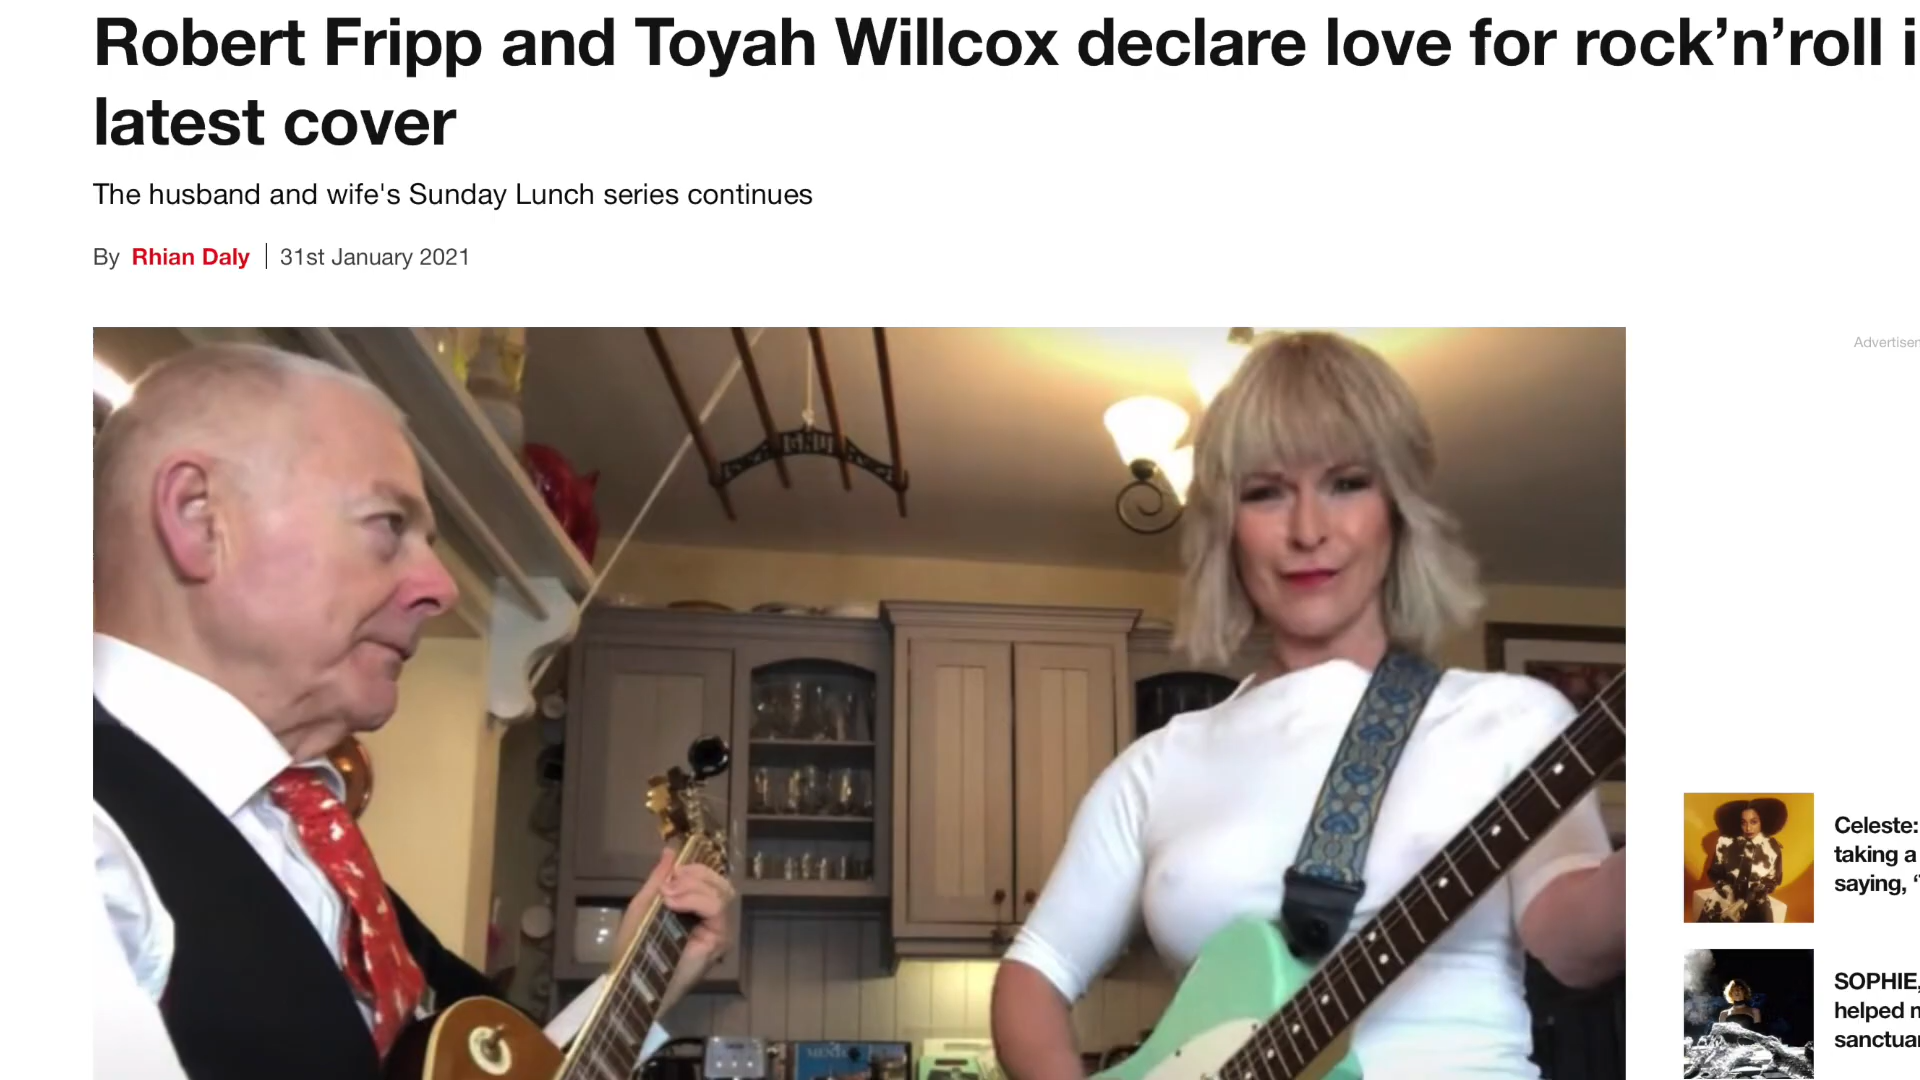 Robert Fripp and Toyah Willcox declare love for rock’n’roll i
latest cover
The husband and wife's Sunday Lunch series continues
By Rhian Daly | 31st January 2021
Advertiser
Celeste:
taking a
saying, ‘
SOPHIE,
helped m
sanctuar